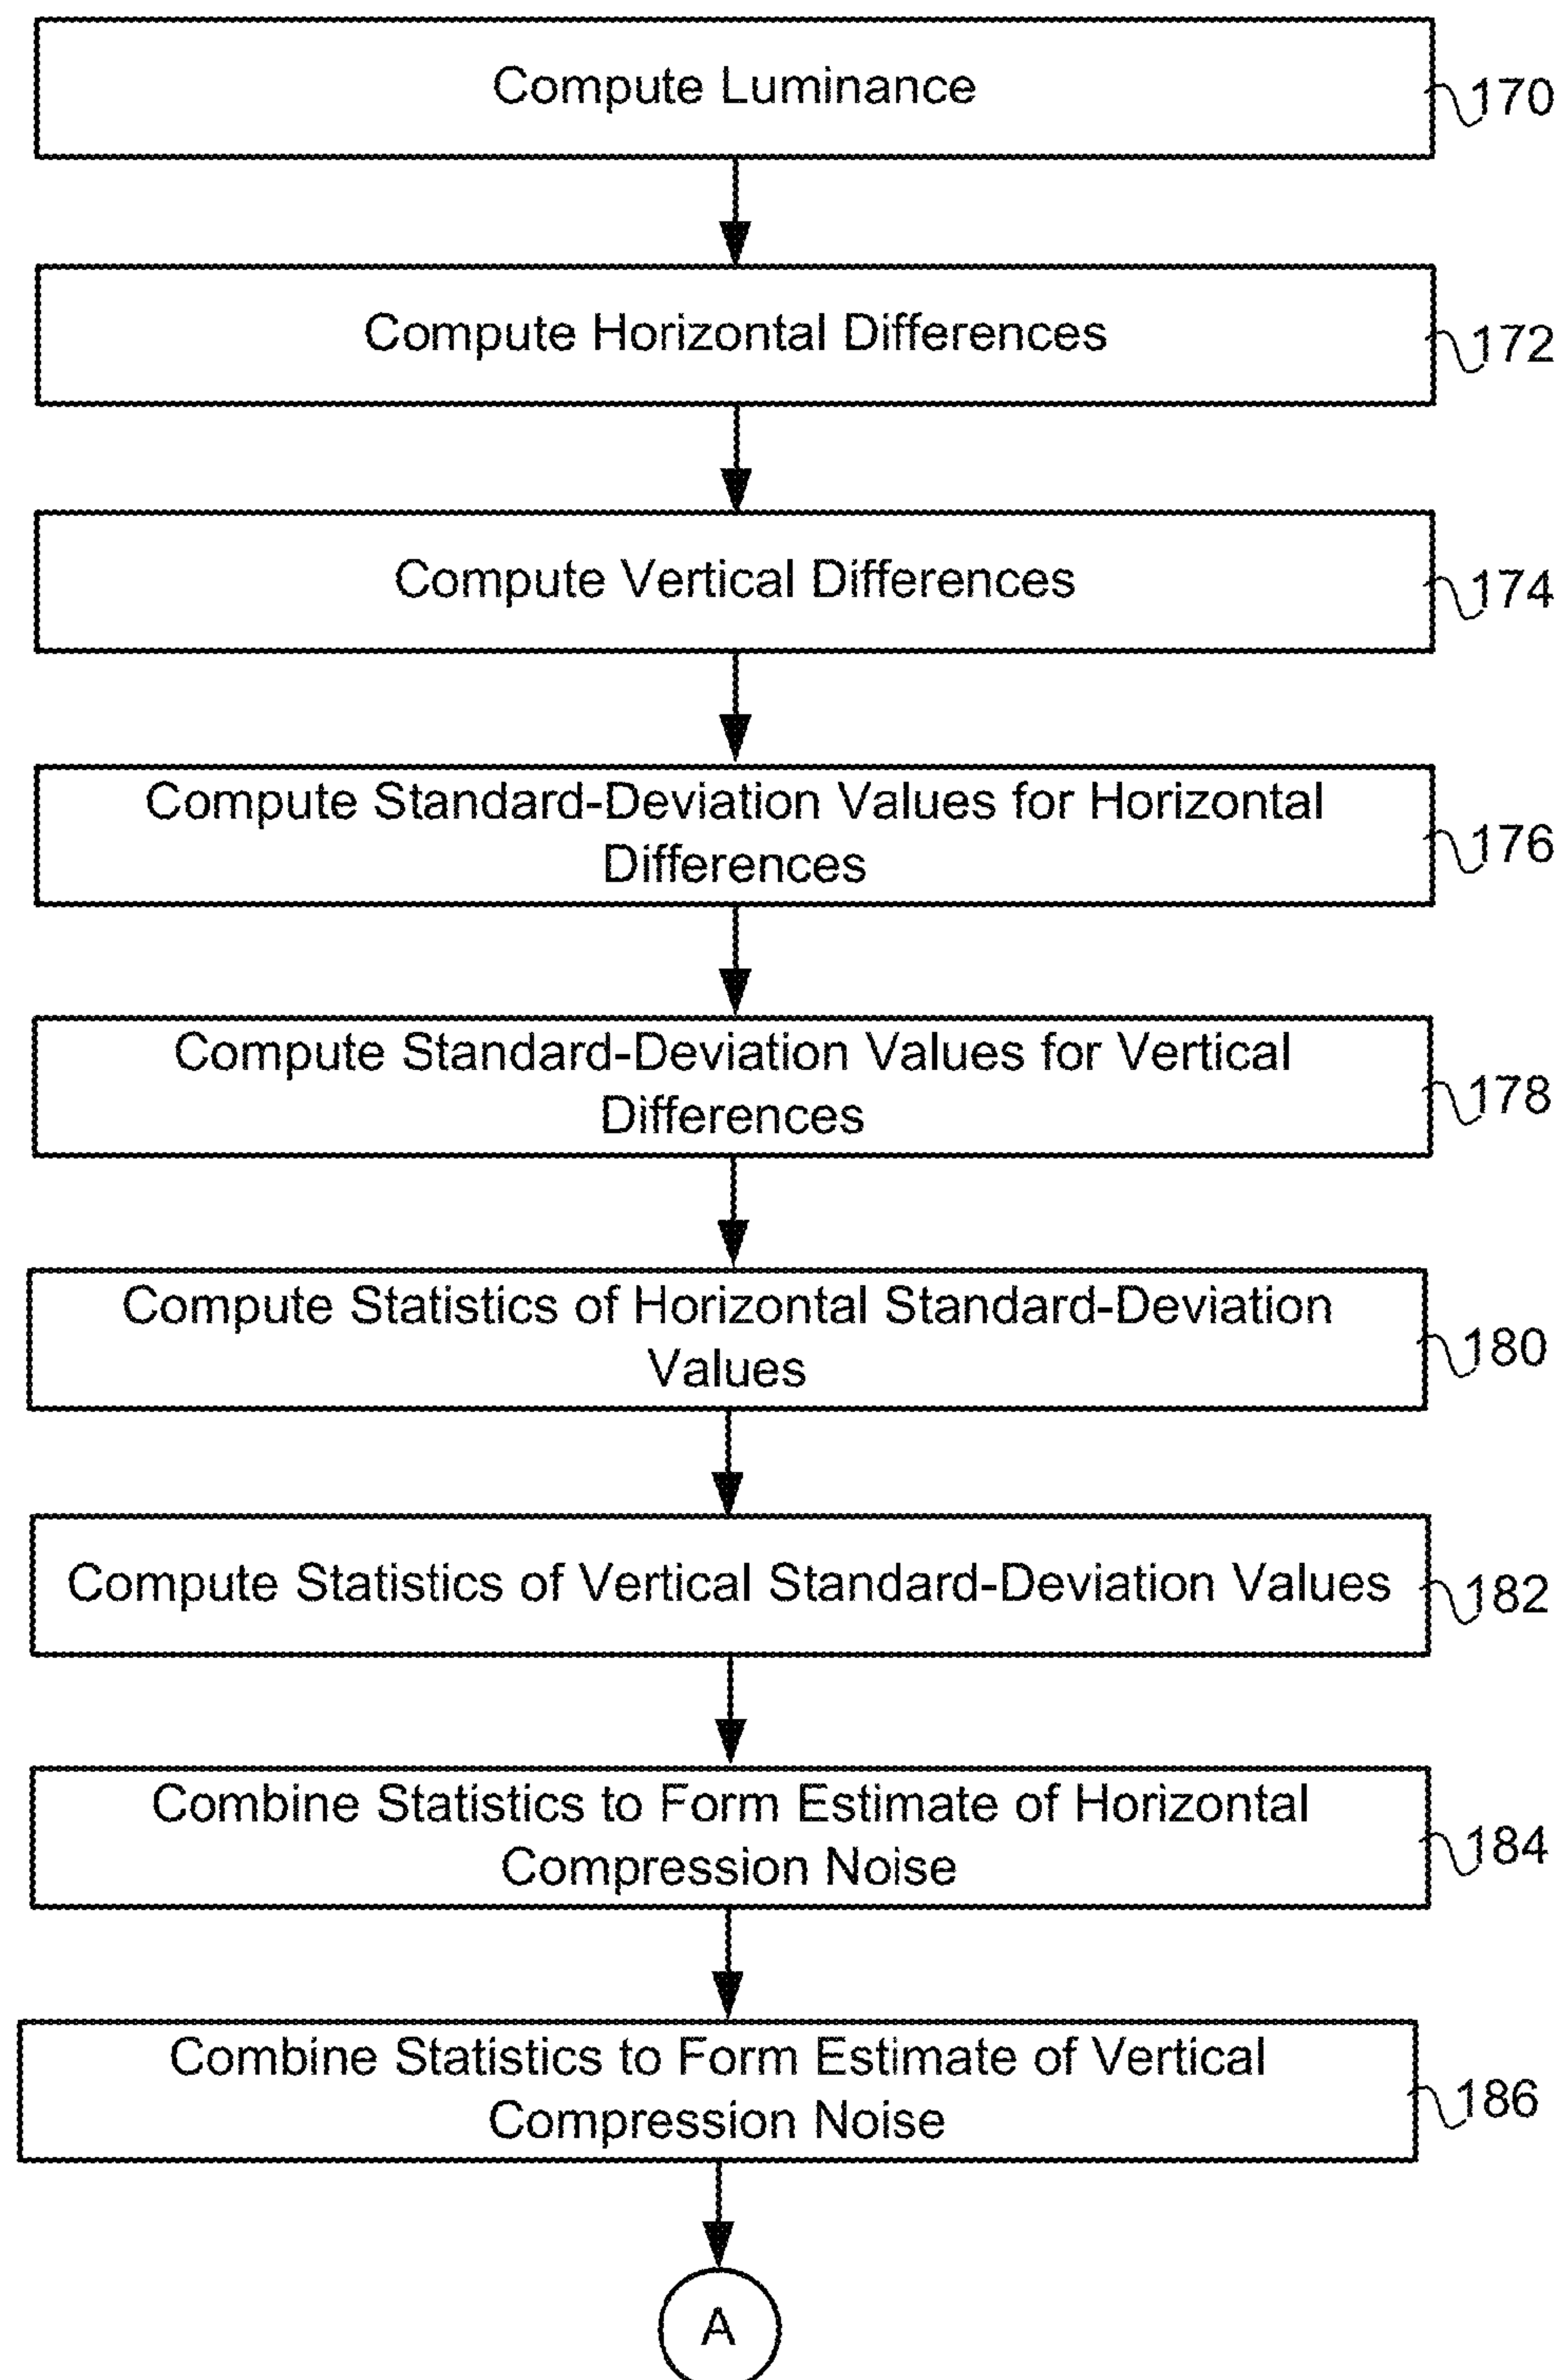 Compute Luminance
170
Compute Horizontal Differences
172
Compute Vertical Differences
174
Compute Standard-Deviation Values for Horizontal
Differences
176
Compute Standard-Deviation Values for Vertical
Differences
178
Compute Statistics of Horizontal Standard-Deviation
Values
180
Compute Statistics of Vertical Standard-Deviation Values
182
Combine Statistics to Form Estimate of Horizontal
Compression Noise
184
Combine Statistics to Form Estimate of Vertical
Compression Noise
186
A